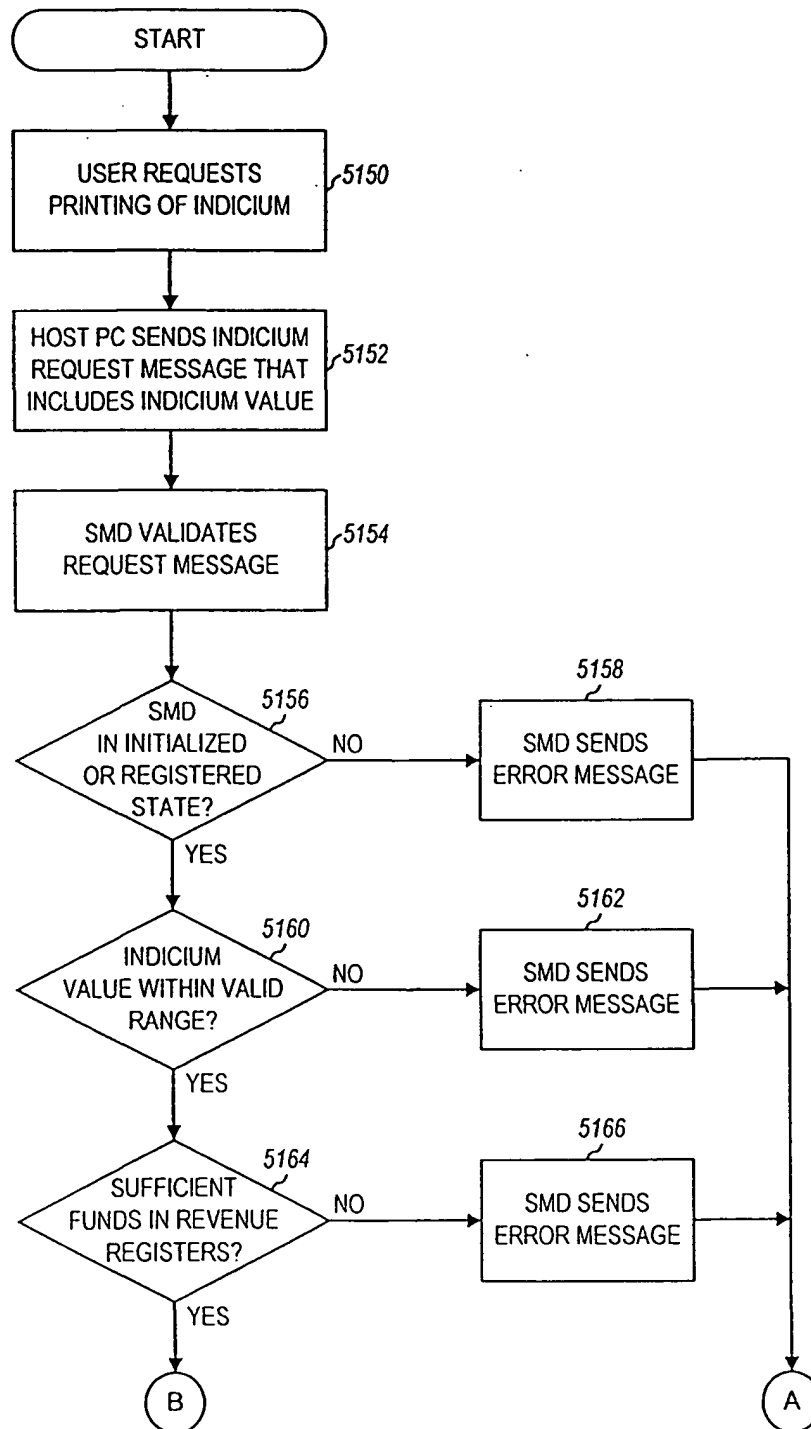 START
USER REQUESTS
PRINTING OF INDICIUM
5150
HOST PC SENDS INDICIUM
REQUEST MESSAGE THAT
INCLUDES INDICIUM VALUE
5152
SMD VALIDATES
REQUEST MESSAGE
5154
SMD
IN INITIALIZED
OR REGISTERED
STATE?
5156
NO
YES
5158
SMD SENDS
ERROR MESSAGE
INDICIUM
VALUE WITHIN VALID
RANGE?
5160
NO
YES
5162
SMD SENDS
ERROR MESSAGE
SUFFICIENT
FUNDS IN REVENUE
REGISTERS?
5164
NO
YES
5166
SMD SENDS
ERROR MESSAGE
B
A